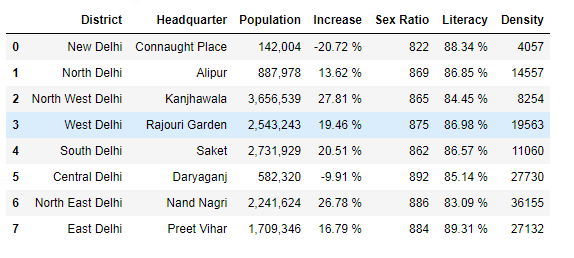 District Headquarter Population Increase Sex Ratio Literacy Density
0 New Delhi Connaught Place 142,004 -20.72 % 822 88.34 % 4057
1 North Delhi Alipur 887,978 13.62 % 869 86.85 % 14557
2 North West Delhi Kanjhawala 3,656,539 27.81 % 865 84.45 % 8254
3 West Delhi Rajouri Garden 2,543,243 19.46 % 875 86.98 % 19563
4 South Delhi Saket 2,731,929 20.51 % 862 86.57 % 11060
5 Central Delhi Daryaganj 582,320 -9.91 % 892 85.14 % 27730
6 North East Delhi Nand Nagri 2,241,624 26.78 % 886 83.09 % 36155
7 East Delhi Preet Vihar 1,709,346 16.79 % 884 89.31 % 27132